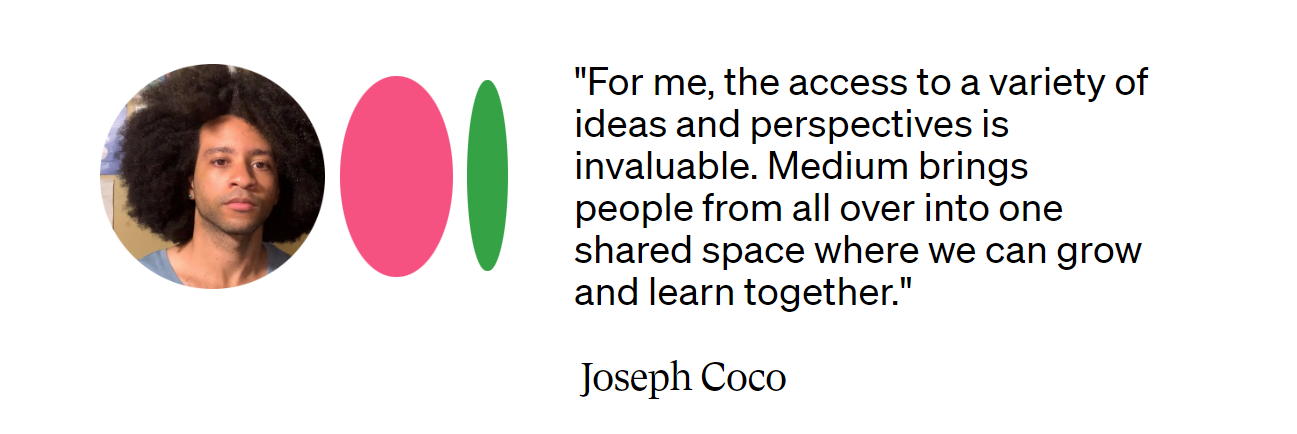 "For me, the access to a variety of
ideas and perspectives is
invaluable. Medium brings
people from all over into one
shared space where we can grow
and learn together."
Joseph Coco